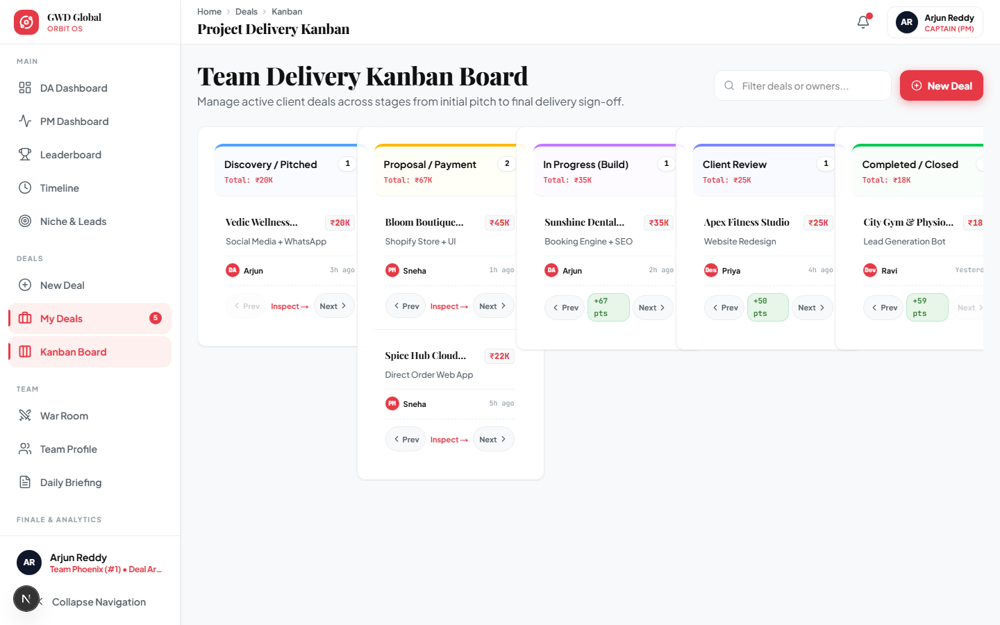 GWD Global
ORBIT OS
MAIN
DA Dashboard
PM Dashboard
Leaderboard
Timeline
Niche & Leads
DEALS
New Deal
My Deals
5
Kanban Board
TEAM
War Room
Team Profile
Daily Briefing
FINALE & ANALYTICS
AR
Arjun Reddy
Team Phoenix (#1) • Deal Ar...
N
Collapse Navigation
Home > Deals > Kanban
Project Delivery Kanban
AR
Arjun Reddy
CAPTAIN (PM)
Team Delivery Kanban Board
Manage active client deals across stages from initial pitch to final delivery sign-off.
Filter deals or owners...
New Deal
Discovery / Pitched
1
Total: ₹20K
Vedic Wellness...
₹20K
Social Media + WhatsApp
DA
Arjun
3h ago
Prev
Inspect →
Next
Proposal / Payment
2
Total: ₹67K
Bloom Boutique...
₹45K
Shopify Store + UI
PM
Sneha
1h ago
Prev
Inspect →
Next
Spice Hub Cloud...
₹22K
Direct Order Web App
PM
Sneha
5h ago
Prev
Inspect →
Next
In Progress (Build)
1
Total: ₹35K
Sunshine Dental...
₹35K
Booking Engine + SEO
DA
Arjun
2h ago
Prev
+67
pts
Next
Client Review
1
Total: ₹25K
Apex Fitness Studio
₹25K
Website Redesign
Des
Priya
4h ago
Prev
+50
pts
Next
Completed / Closed
Total: ₹18K
City Gym & Physio...
₹18
Lead Generation Bot
Dev
Ravi
Yesterd
Prev
+59
pts
Next